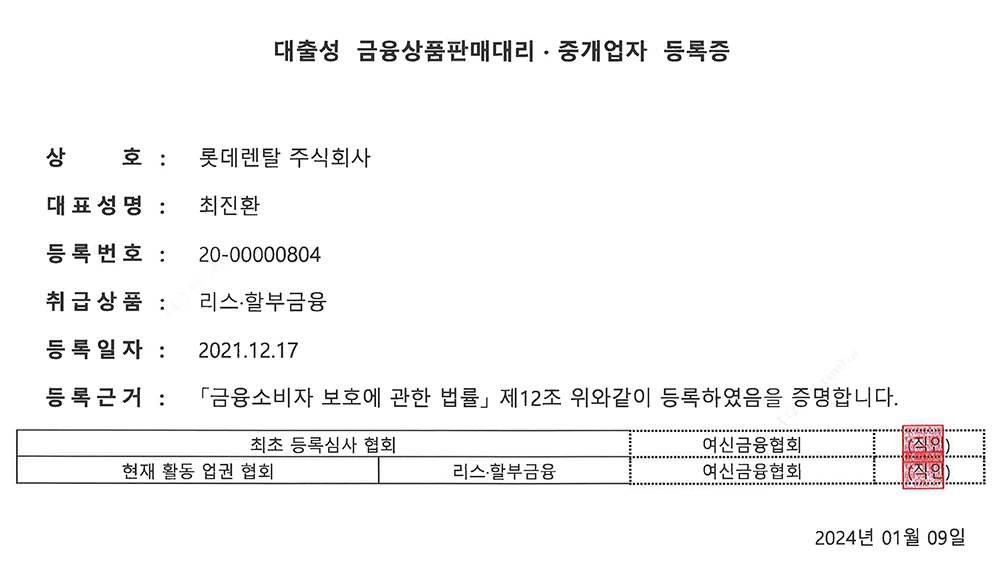 대출성 금융상품판매대리 · 중개업자 등록증
상 호 : 롯데렌탈 주식회사
대표성명 : 최진환
등록번호 : 20-00000804
취급상품 : 리스·할부금융
등록일자 : 2021.12.17
등록근거 : 「금융소비자 보호에 관한 법률」 제12조 위와같이 등록하였음을 증명합니다.
최초 등록심사 협회 여신금융협회 (직인)
현재 활동 업권 협회 리스·할부금융 여신금융협회 (직인)
2024년 01월 09일